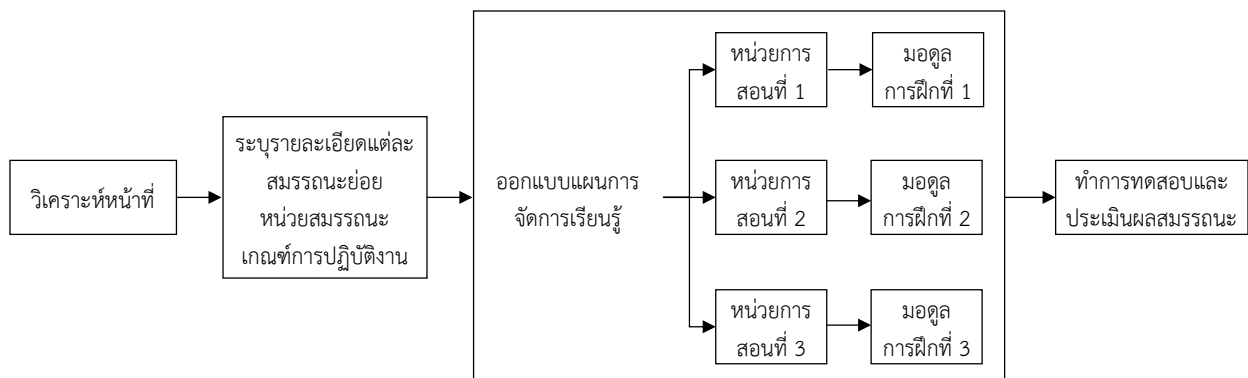 วิเคราะห์หน้าที่
ระบุรายละเอียดแต่ละ
สมรรถนะย่อย
หน่วยสมรรถนะ
เกณฑ์การปฏิบัติงาน
ออกแบบแผนการ
จัดการเรียนรู้
หน่วยการ
สอนที่ 1
มอดูล
การฝึกที่ 1
หน่วยการ
สอนที่ 2
มอดูล
การฝึกที่ 2
หน่วยการ
สอนที่ 3
มอดูล
การฝึกที่ 3
ทำการทดสอบและ
ประเมินผลสมรรถนะ